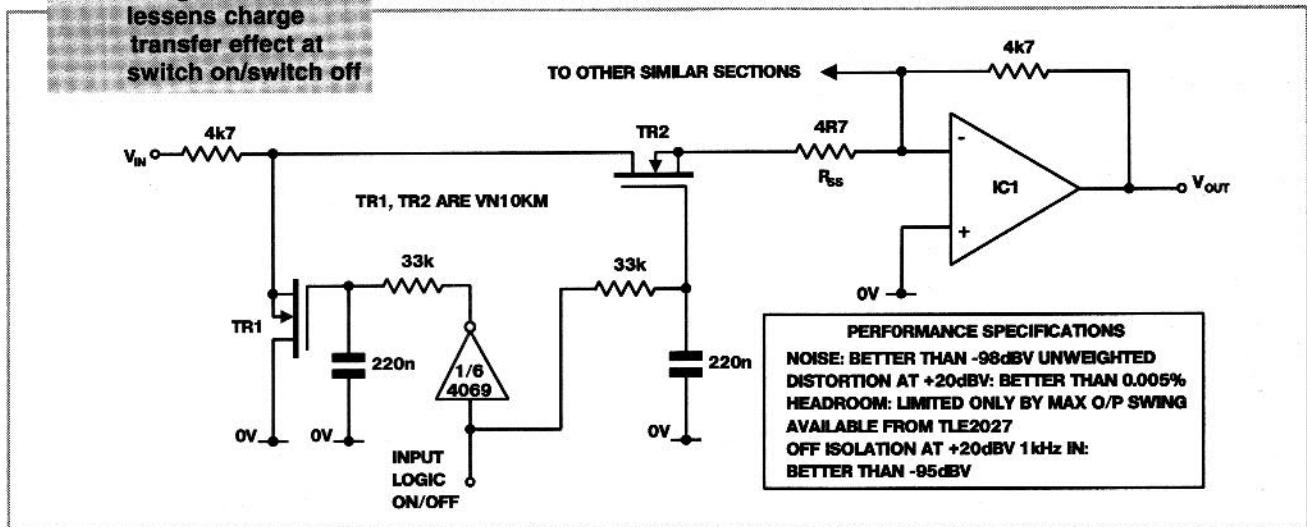 lessens charge
transfer effect at
switch on/switch off
4k7
TO OTHER SIMILAR SECTIONS
VIN
4k7
TR2
4R7
RSS
-
IC1
+
VOUT
TR1, TR2 ARE VN10KM
33k
33k
0V
TR1
220n
1/6
4069
220n
0V
0V
0V
INPUT
LOGIC
ON/OFF
PERFORMANCE SPECIFICATIONS
NOISE: BETTER THAN -98dBV UNWEIGHTED
DISTORTION AT +20dBV: BETTER THAN 0.005%
HEADROOM: LIMITED ONLY BY MAX O/P SWING
AVAILABLE FROM TLE2027
OFF ISOLATION AT +20dBV 1kHz IN:
BETTER THAN -95dBV